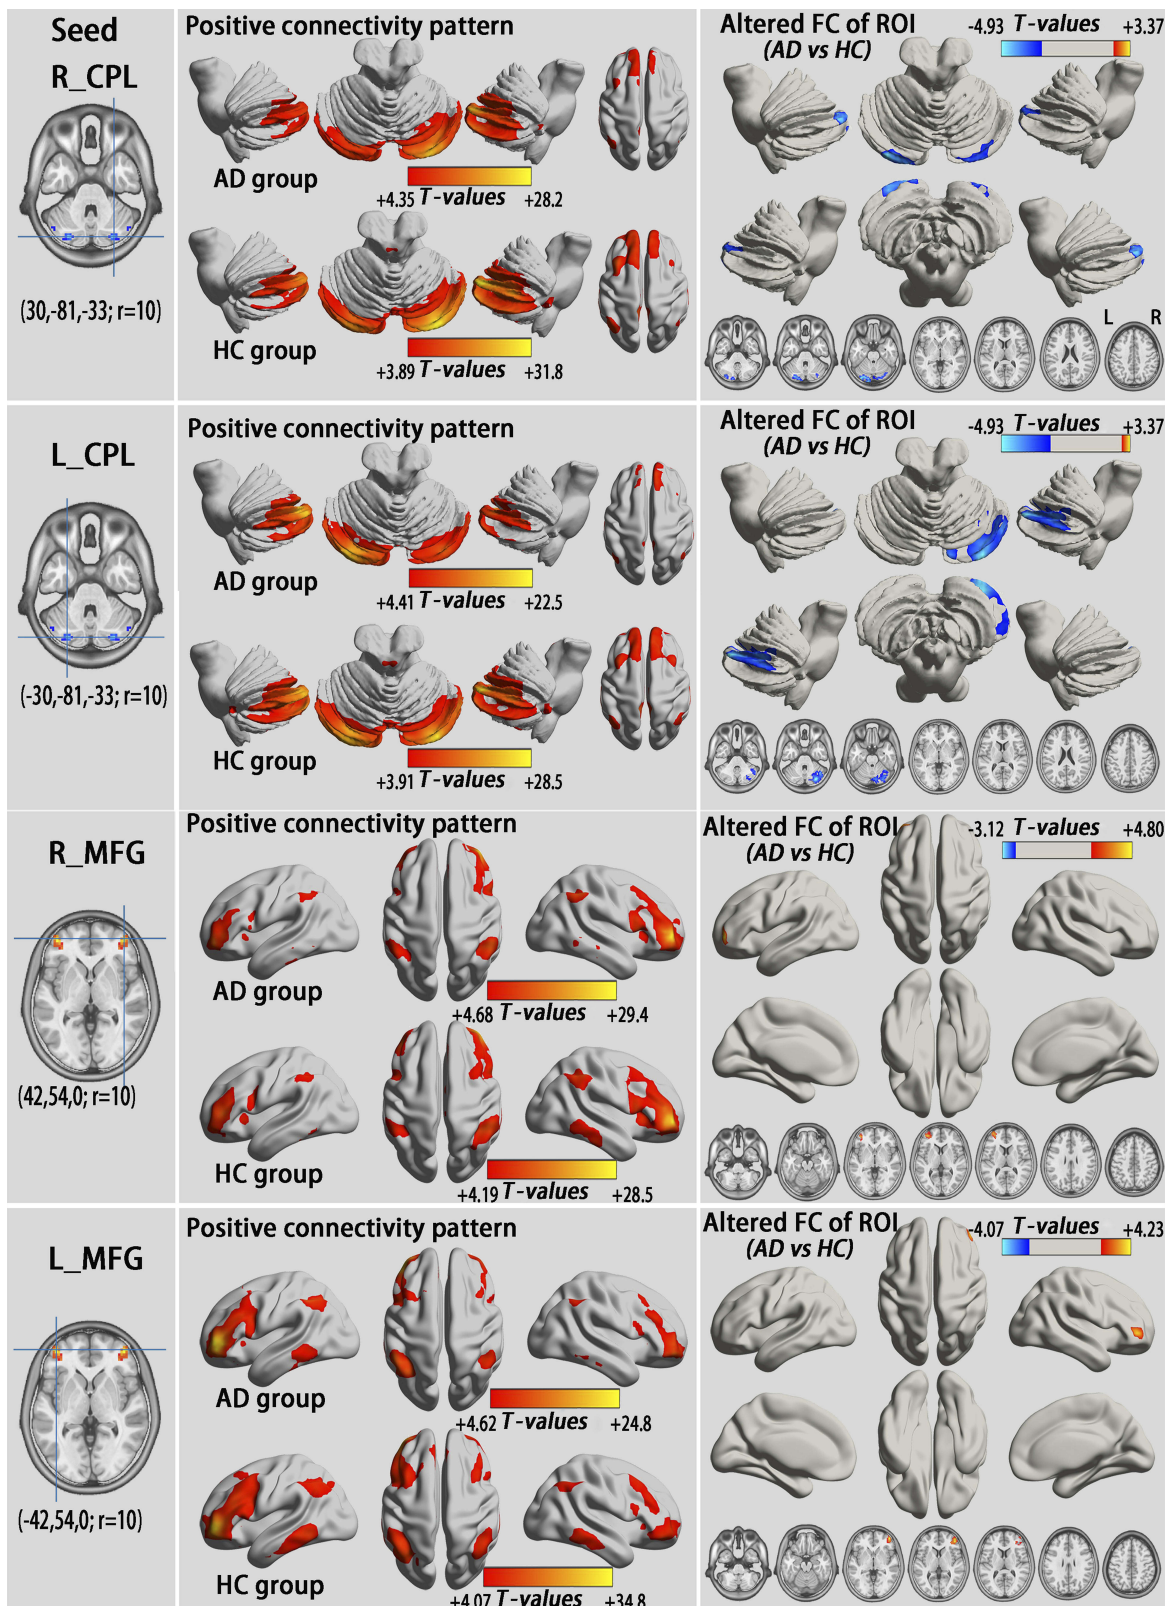 Seed
R_CPL
(30,-81,-33; r=10)
Positive connectivity pattern
AD group
+4.35 T-values +28.2
HC group
+3.89 T-values +31.8
Altered FC of ROI
(AD vs HC)
-4.93 T-values +3.37
L R
L_CPL
(-30,-81,-33; r=10)
Positive connectivity pattern
AD group
+4.41 T-values +22.5
HC group
+3.91 T-values +28.5
Altered FC of ROI
(AD vs HC)
-4.93 T-values +3.37
R_MFG
(42,54,0; r=10)
Positive connectivity pattern
AD group
+4.68 T-values +29.4
HC group
+4.19 T-values +28.5
Altered FC of ROI
(AD vs HC)
-3.12 T-values +4.80
L_MFG
(-42,54,0; r=10)
Positive connectivity pattern
AD group
+4.62 T-values +24.8
HC group
+4.07 T-values +34.8
Altered FC of ROI
(AD vs HC)
-4.07 T-values +4.23